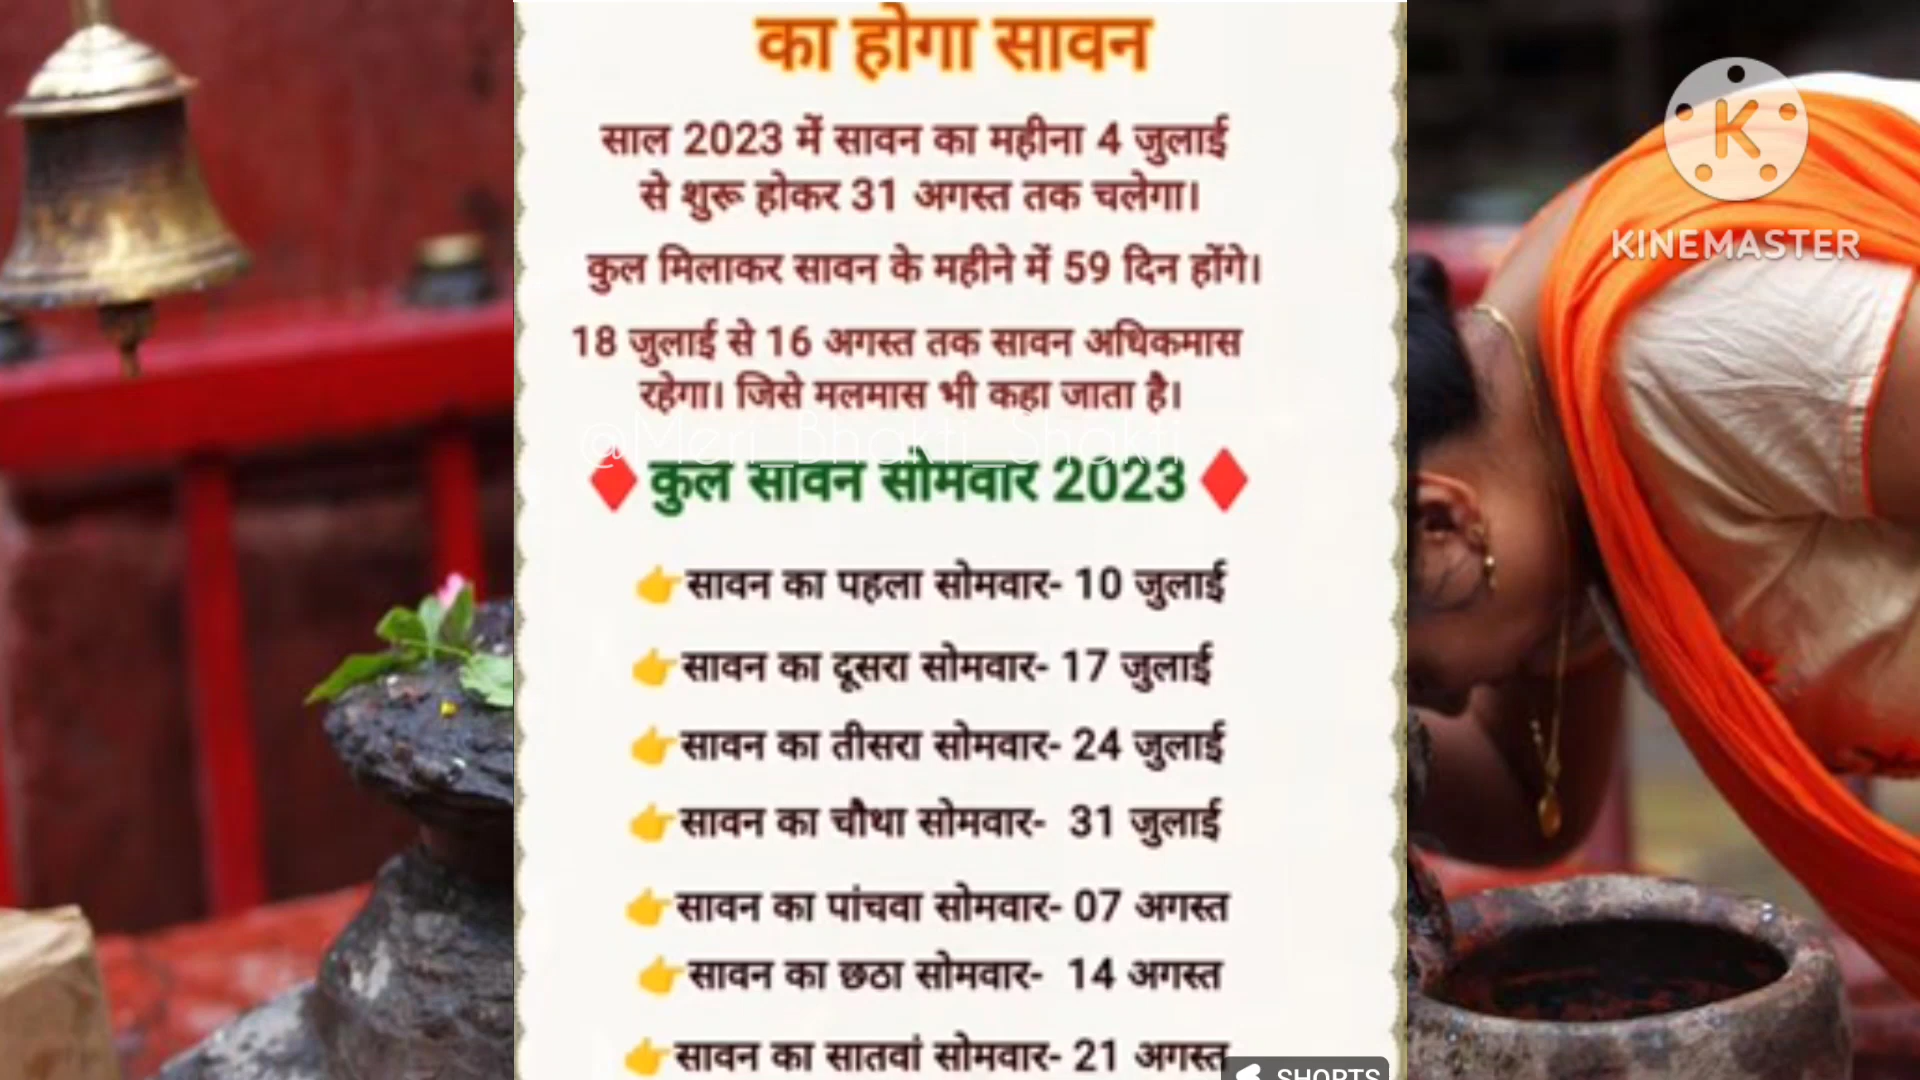 का होगा सावन
साल 2023 में सावन का महीना 4 जुलाई
से शुरू होकर 31 अगस्त तक चलेगा।
कुल मिलाकर सावन के महीने में 59 दिन होंगे।
18 जुलाई से 16 अगस्त तक सावन अधिकमास
रहेगा। जिसे मलमास भी कहा जाता है।
@Meri_Bhakti_Shakti
♦️कुल सावन सोमवार 2023♦️
👉सावन का पहला सोमवार- 10 जुलाई
👉सावन का दूसरा सोमवार- 17 जुलाई
👉सावन का तीसरा सोमवार- 24 जुलाई
👉सावन का चौथा सोमवार- 31 जुलाई
👉सावन का पांचवा सोमवार- 07 अगस्त
👉सावन का छठा सोमवार- 14 अगस्त
👉सावन का सातवां सोमवार- 21 अगस्त
SHORTS
K
KINEMASTER